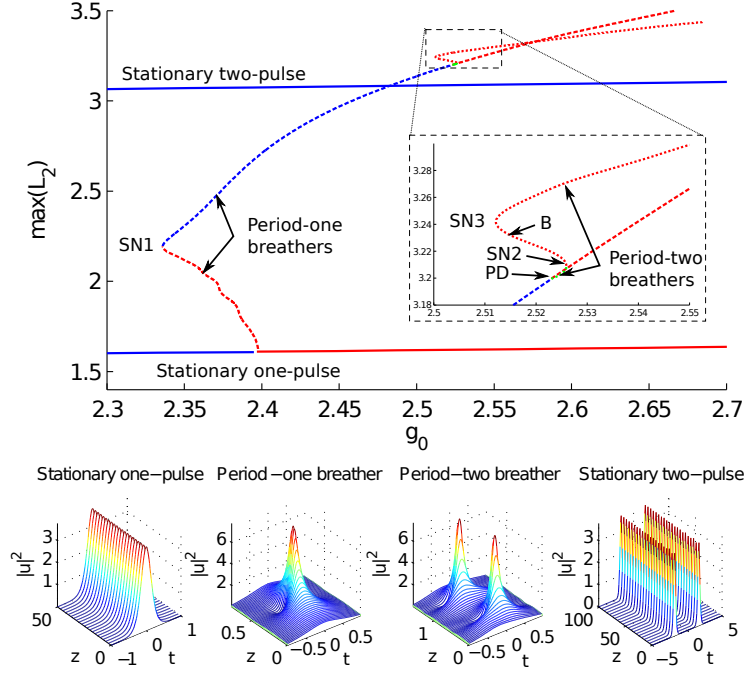 3.5
3
2.5
2
1.5
max(L2)
Stationary two-pulse
SN1
Period-one
breathers
Stationary one-pulse
3.28
3.26
3.24
3.22
3.2
3.18
SN3
B
SN2
PD
Period-two
breathers
2.5 2.51 2.52 2.53 2.54 2.55
2.3 2.35 2.4 2.45 2.5 2.55 2.6 2.65 2.7
g0
Stationary one−pulse Period−one breather Period−two breather Stationary two−pulse
3
2
1
|u|2
50
0
z
−1 0 1
t
6
4
2
|u|2
0.5
0
z
−0.5 0 0.5
t
6
4
2
|u|2
1
0
z
−0.5 0 0.5
t
3
2
1
0
|u|2
100
50
0
z
−5 0 5
t